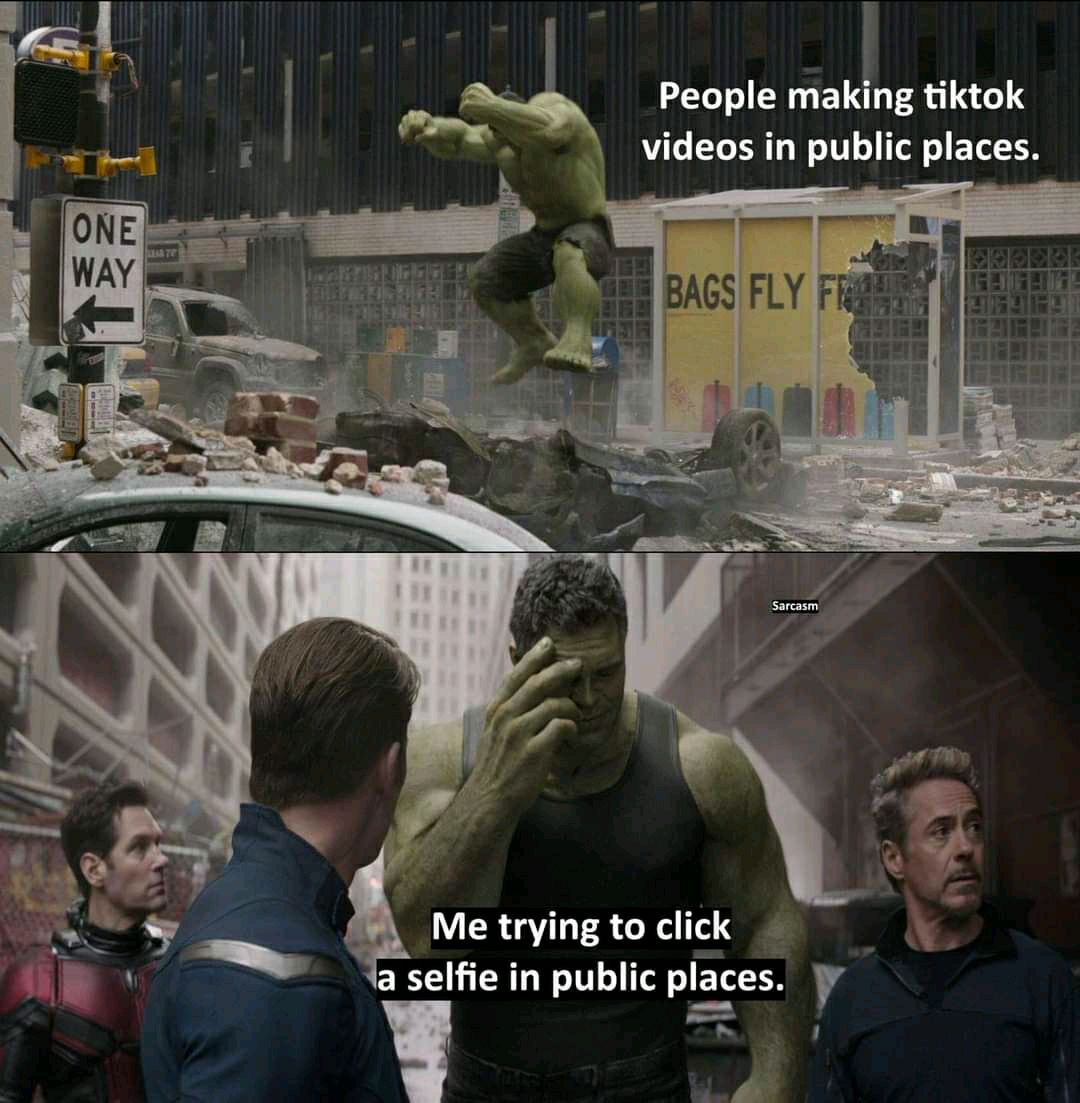 People making tiktok
videos in public places.
ONE
WAY
BAGS FLY
Sarcasm
Me trying to click
a selfie in public places.